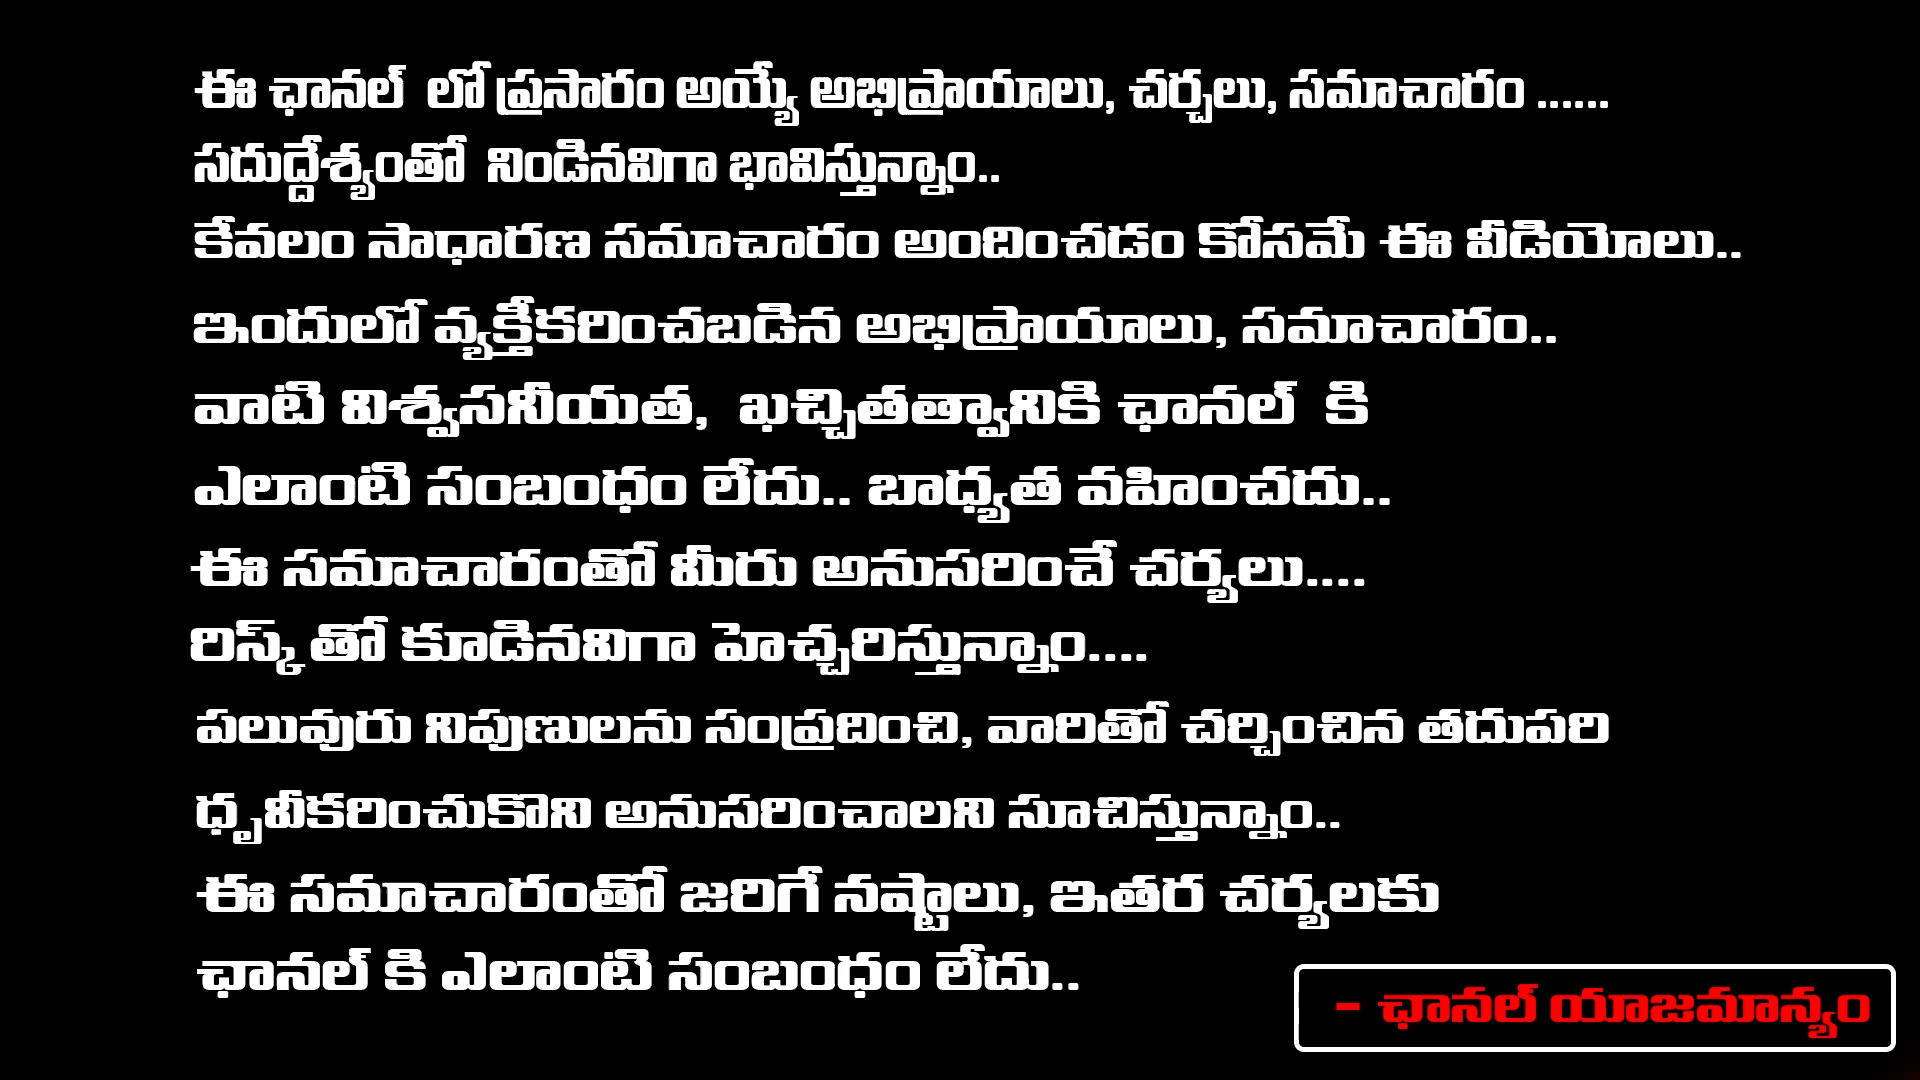 ఈ ఛానల్ లో ప్రసారం అయ్యే అభిప్రాయాలు, చర్చలు, సమాచారం ......
సదుద్దేశ్యంతో నిండినవిగా భావిస్తున్నాం..
కేవలం సాధారణ సమాచారం అందించడం కోసమే ఈ వీడియోలు..
ఇందులో వ్యక్తీకరించబడిన అభిప్రాయాలు, సమాచారం..
వాటి విశ్వసనీయత, ఖచ్చితత్వానికి ఛానల్ కి
ఎలాంటి సంబంధం లేదు.. బాధ్యత వహించదు..
ఈ సమాచారంతో మీరు అనుసరించే చర్యలు....
రిస్క్ తో కూడినవిగా హెచ్చరిస్తున్నాం....
పలువురు నిపుణులను సంప్రదించి, వారితో చర్చించిన తదుపరి
ధృవీకరించుకొని అనుసరించాలని సూచిస్తున్నాం..
ఈ సమాచారంతో జరిగే నష్టాలు, ఇతర చర్యలకు
ఛానల్ కి ఎలాంటి సంబంధం లేదు..
- ఛానల్ యాజమాన్యం